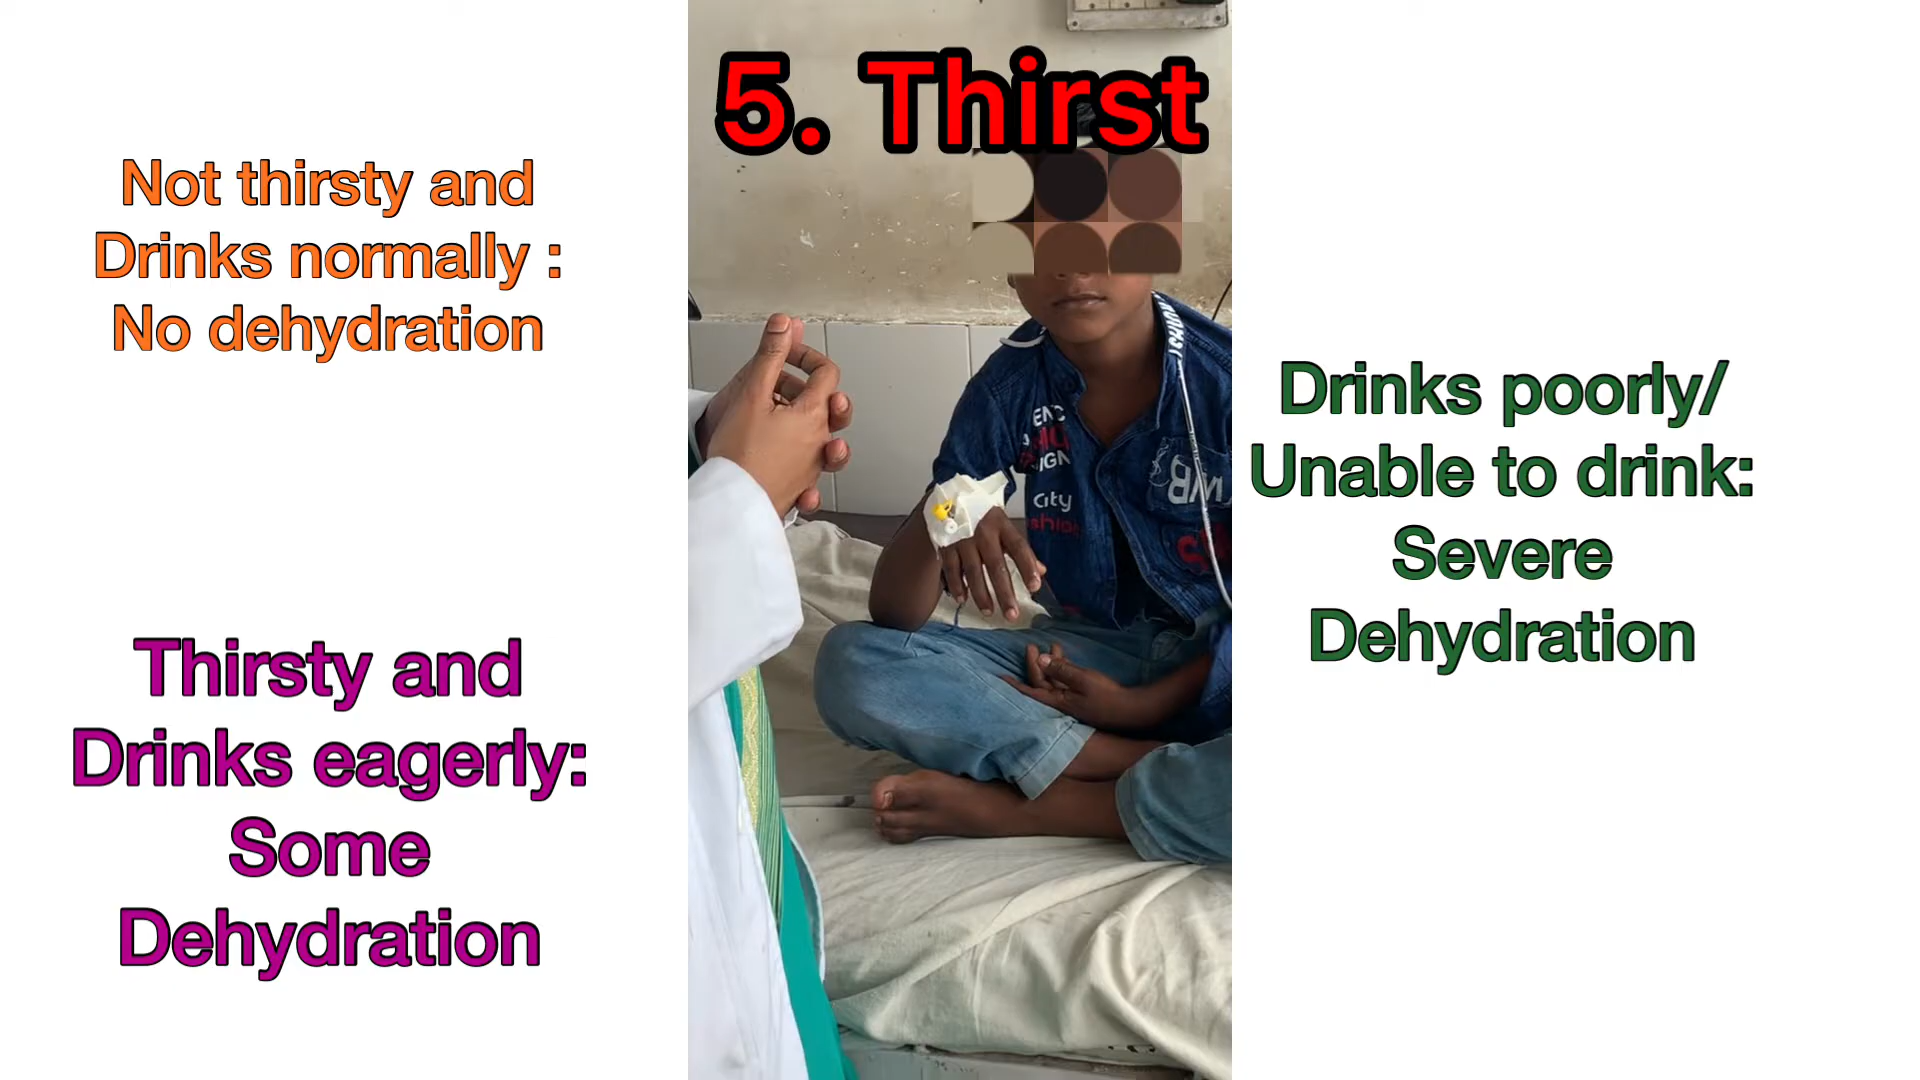 5. Thirst
Not thirsty and
Drinks normally :
No dehydration
Thirsty and
Drinks eagerly:
Some
Dehydration
Drinks poorly/
Unable to drink:
Severe
Dehydration
City